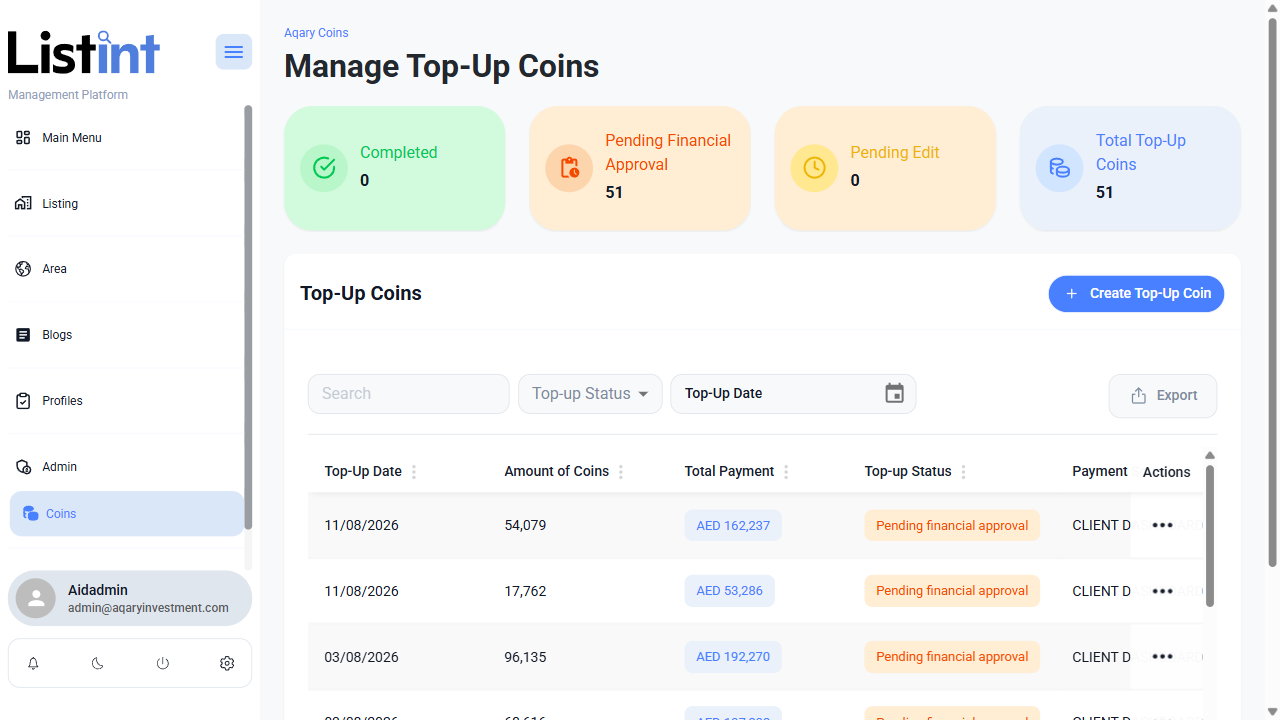 Listint
Management Platform
Main Menu
Listing
Area
Blogs
Profiles
Admin
Coins
Aidadmin
admin@aqaryinvestment.com
Aqary Coins
Manage Top-Up Coins
Completed
0
Pending Financial
Approval
51
Pending Edit
0
Total Top-Up
Coins
51
Top-Up Coins
+ Create Top-Up Coin
Search
Top-up Status
Top-Up Date
Export
Top-Up Date Amount of Coins Total Payment Top-up Status Payment Actions
11/08/2026 54,079 AED 162,237 Pending financial approval CLIENT
11/08/2026 17,762 AED 53,286 Pending financial approval CLIENT
03/08/2026 96,135 AED 192,270 Pending financial approval CLIENT